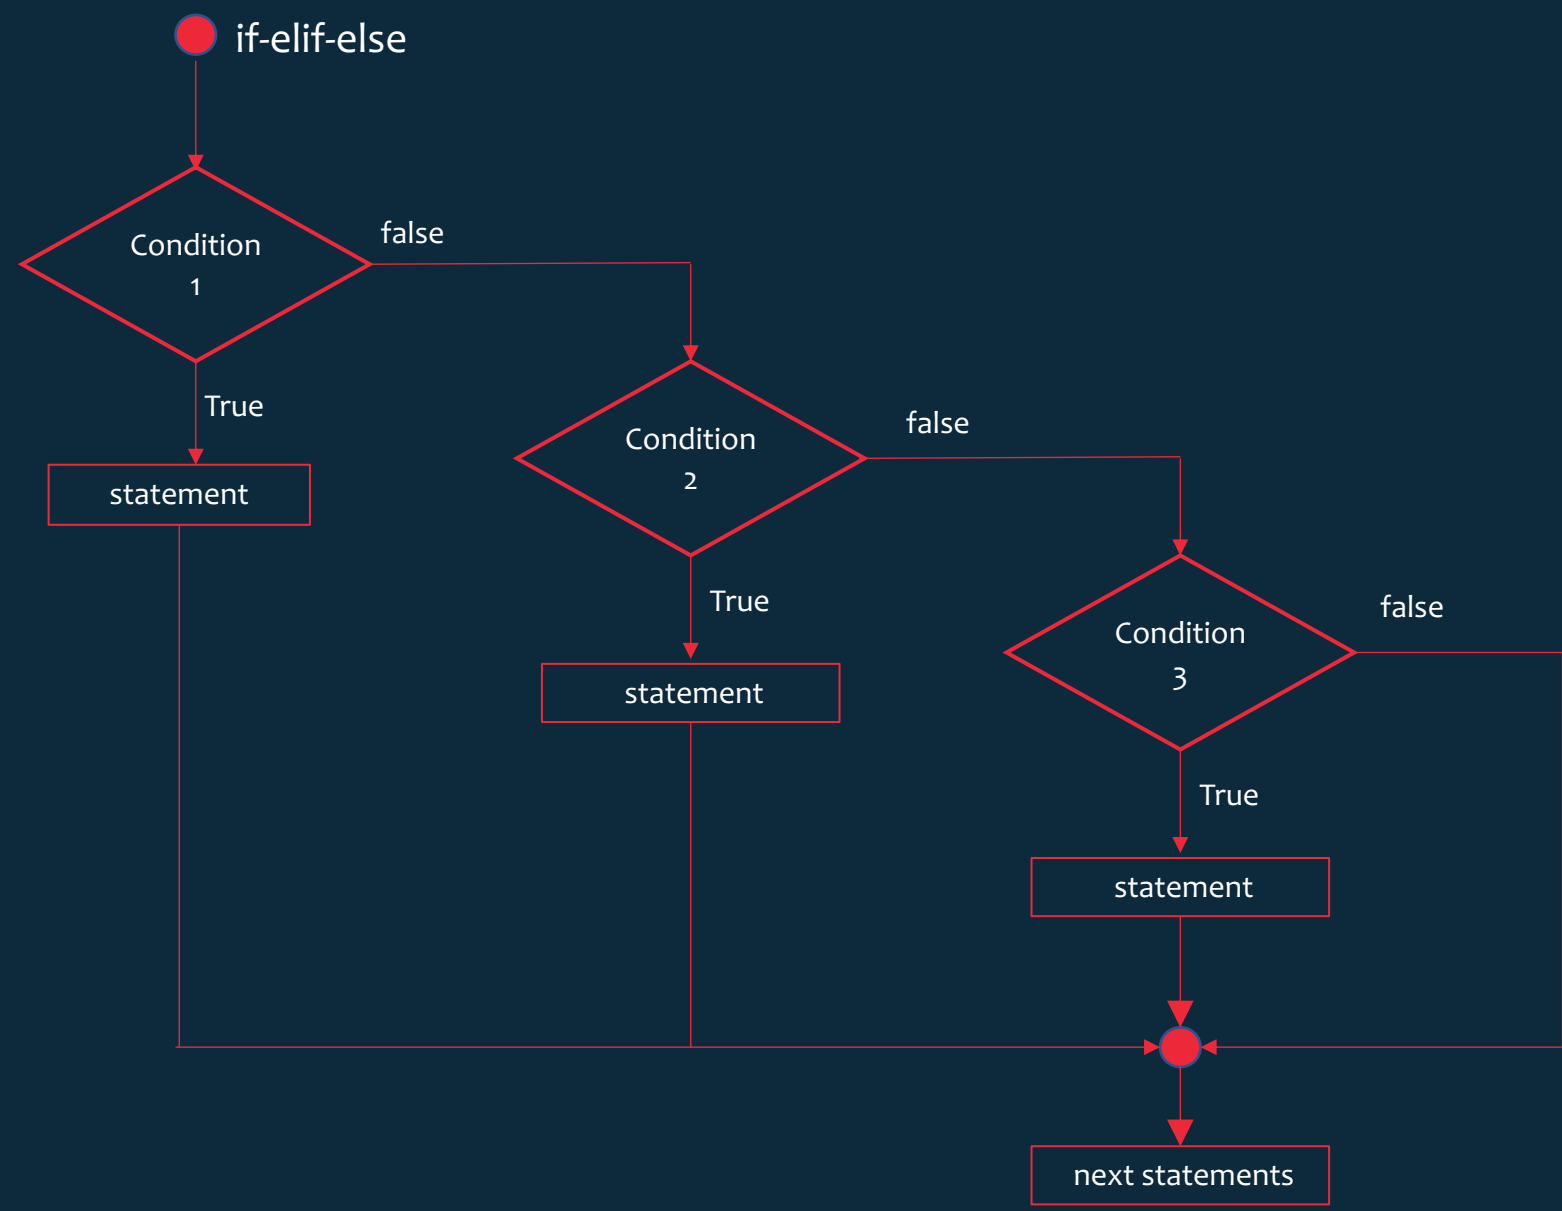 if-elif-else
false
Condition
1
True
statement
false
Condition
2
True
statement
false
Condition
3
True
statement
next statements